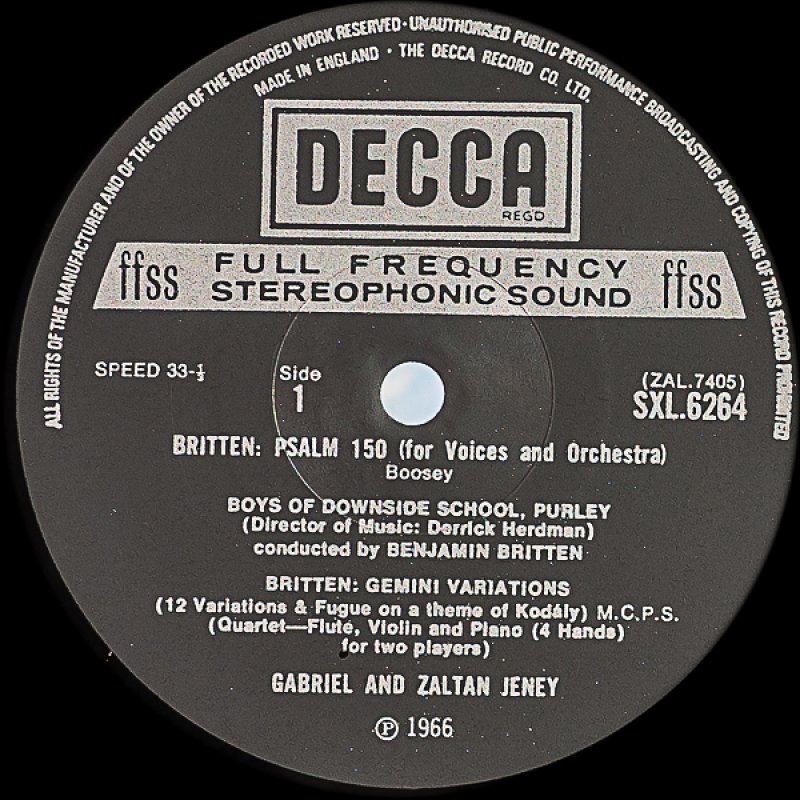 ALL RIGHTS OF THE MANUFACTURER AND OF THE OWNER OF THE RECORDED WORK RESERVED · UNAUTHORISED PUBLIC PERFORMANCE BROADCASTING AND COPYING OF THIS RECORD PROHIBITED
MADE IN ENGLAND · THE DECCA RECORD CO. LTD.
DECCA
REGD
ffss FULL FREQUENCY STEREOPHONIC SOUND ffss
SPEED 33-⅓
Side 1
(ZAL.7405)
SXL.6264
BRITTEN: PSALM 150 (for Voices and Orchestra)
Boosey
BOYS OF DOWNSIDE SCHOOL, PURLEY
(Director of Music: Derrick Herdman)
conducted by BENJAMIN BRITTEN
BRITTEN: GEMINI VARIATIONS
(12 Variations & Fugue on a theme of Kodály) M.C.P.S.
(Quartet—Flute, Violin and Piano (4 Hands)
for two players)
GABRIEL AND ZALTAN JENEY
℗ 1966